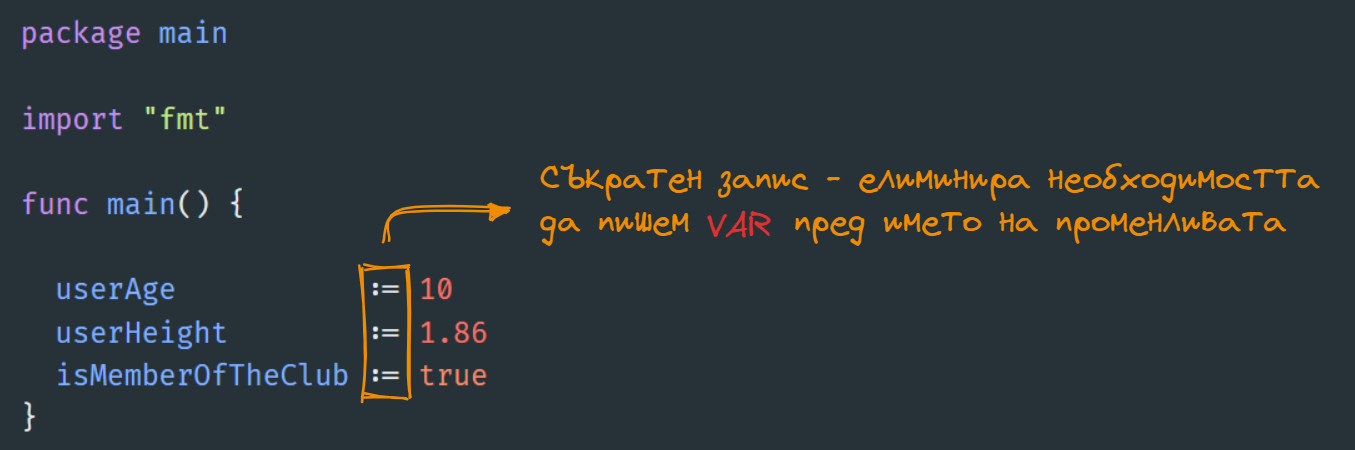 package main
import "fmt"
func main() {
съкратен запис - елиминира необходимостта
да пишем VAR пред името на променливата
userAge := 10
userHeight := 1.86
isMemberOfTheClub := true
}